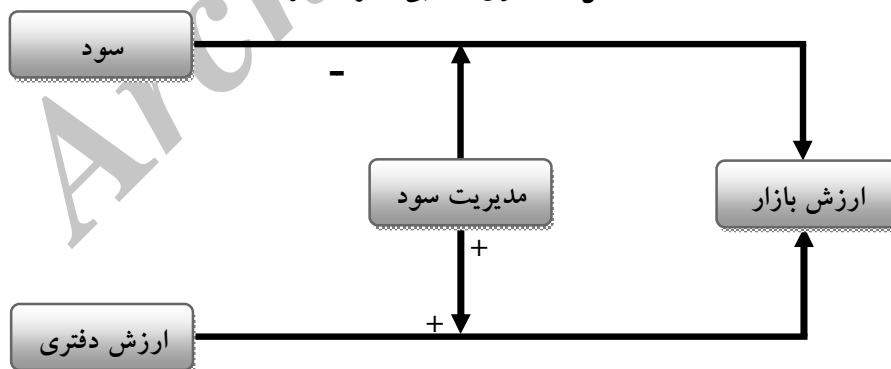 سود
-
مدیریت سود
ارزش بازار
+
+
ارزش دفتری